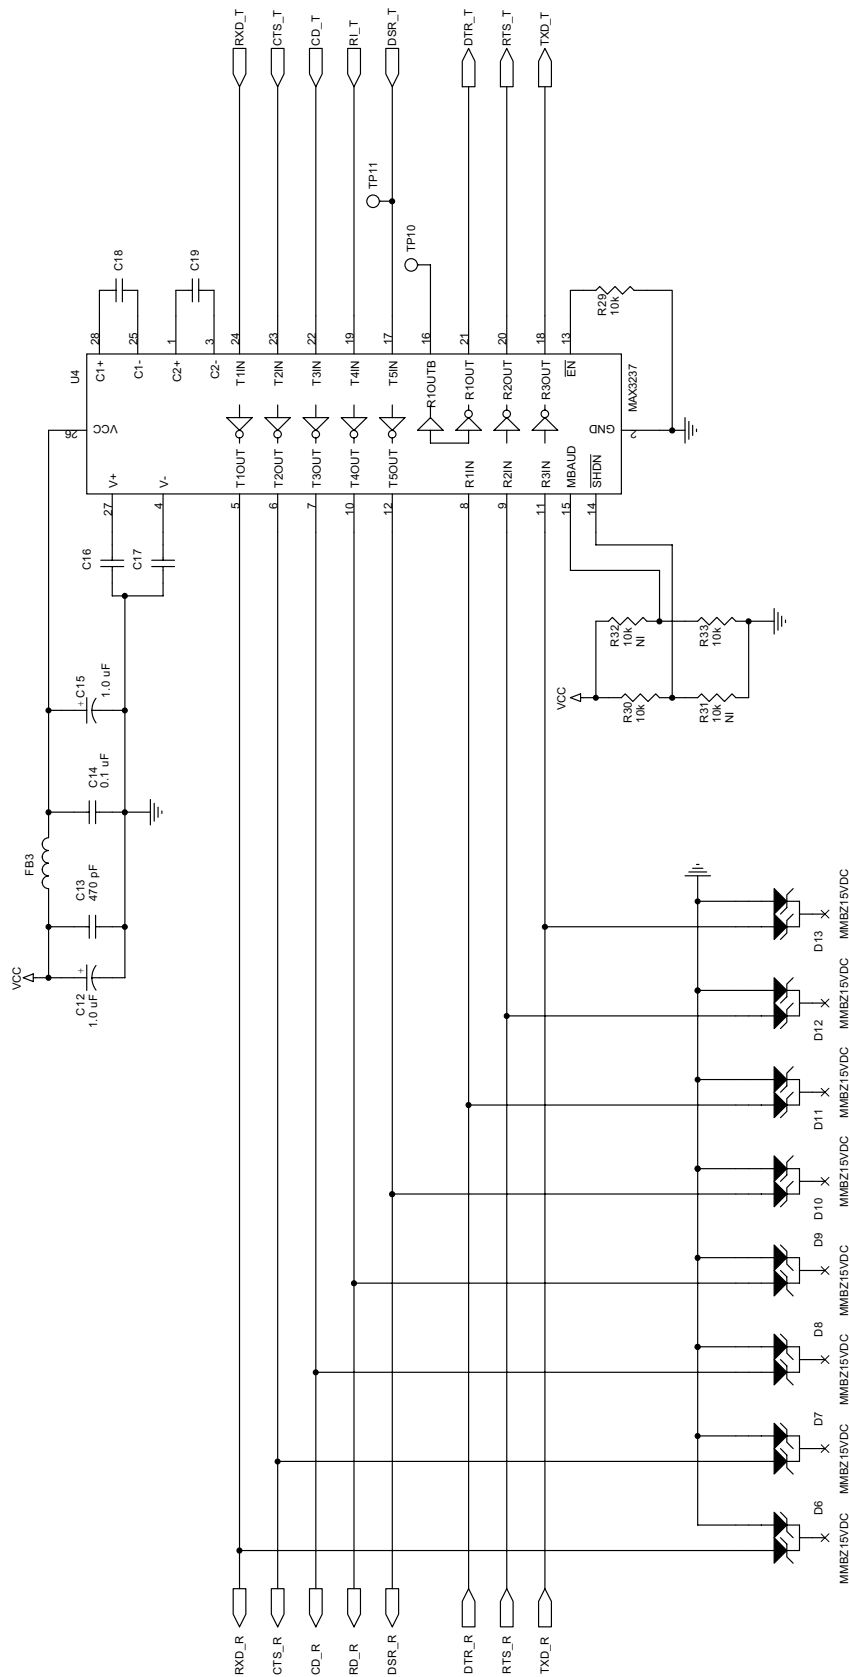 RXD_T
CTS_T
CD_T
RI_T
DSR_T
DTR_T
RTS_T
TXD_T
TP11
TP10
C18
C19
R29
10k
28
25
1
3
24
23
22
19
17
16
21
20
18
13
U4
C1+
C1-
C2+
C2-
T1IN
T2IN
T3IN
T4IN
T5IN
R1OUTB
R1OUT
R2OUT
R3OUT
EN
MAX3237
26
VCC
GND
2
V+
V-
T1OUT
T2OUT
T3OUT
T4OUT
T5OUT
R1IN
R2IN
R3IN
MBAUD
SHDN
27
4
5
6
7
10
12
8
9
11
15
14
C16
C17
C15
+
1.0 uF
C14
0.1 uF
FB3
C13
470 pF
VCC
C12
+
1.0 uF
R32
10k
NI
R33
10k
VCC
R30
10k
R31
10k
NI
D13
MMBZ15VDC
D12
MMBZ15VDC
D11
MMBZ15VDC
D10
MMBZ15VDC
D9
MMBZ15VDC
D8
MMBZ15VDC
D7
MMBZ15VDC
D6
MMBZ15VDC
RXD_R
CTS_R
CD_R
RD_R
DSR_R
DTR_R
RTS_R
TXD_R